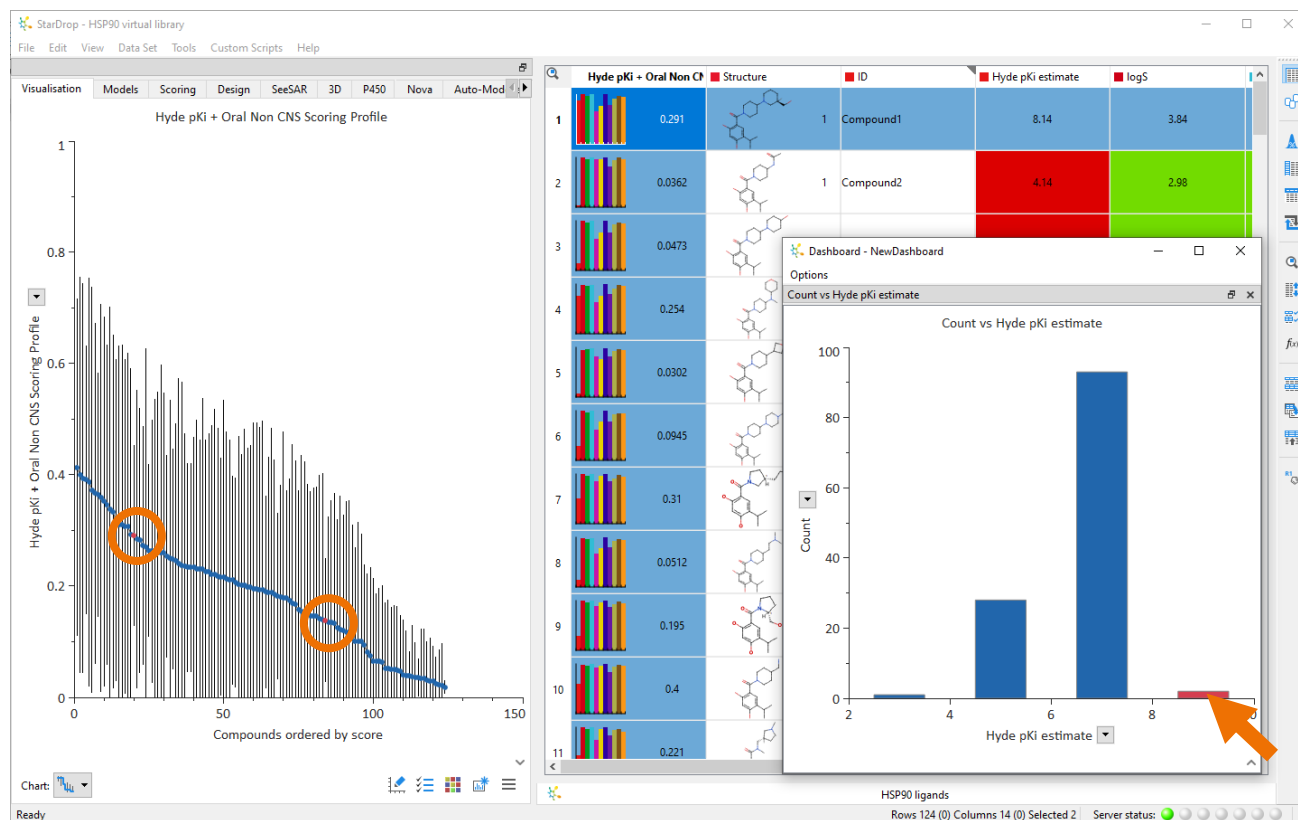 StarDrop - HSP90 virtual library
File Edit View Data Set Tools Custom Scripts Help
Visualisation Models Scoring Design SeeSAR 3D P450 Nova Auto-Mod
Hyde pKi + Oral Non CNS Scoring Profile
1
0.8
0.6
0.4
0.2
0
Hyde pKi + Oral Non CNS Scoring Profile
0 50 100 150
Compounds ordered by score
Chart:
Hyde pKi + Oral Non CN Structure ID Hyde pKi estimate logS
1 0.291 1 Compound1 8.14 3.84
2 0.0362 1 Compound2 4.14 2.98
3 0.0473
4 0.254
5 0.0302
6 0.0945
7 0.31
8 0.0512
9 0.195
10 0.4
11 0.221
Dashboard - NewDashboard
Options
Count vs Hyde pKi estimate
Count vs Hyde pKi estimate
100
80
60
40
20
0
Count
2 4 6 8
Hyde pKi estimate
HSP90 ligands
Ready
Rows 124 (0) Columns 14 (0) Selected 2 Server status: